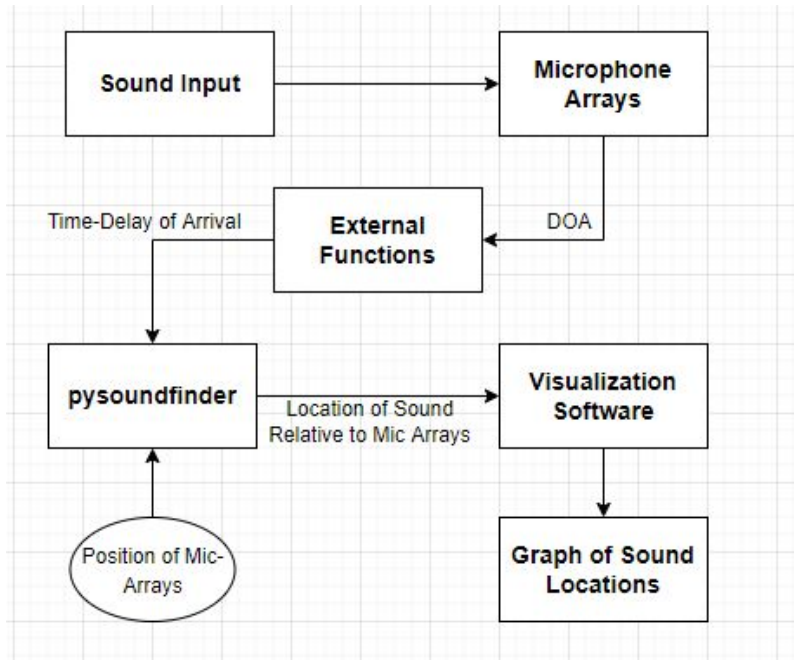 Sound Input
Microphone
Arrays
Time-Delay of Arrival
External
Functions
DOA
pysoundfinder
Location of Sound
Relative to Mic Arrays
Visualization
Software
Position of Mic-
Arrays
Graph of Sound
Locations